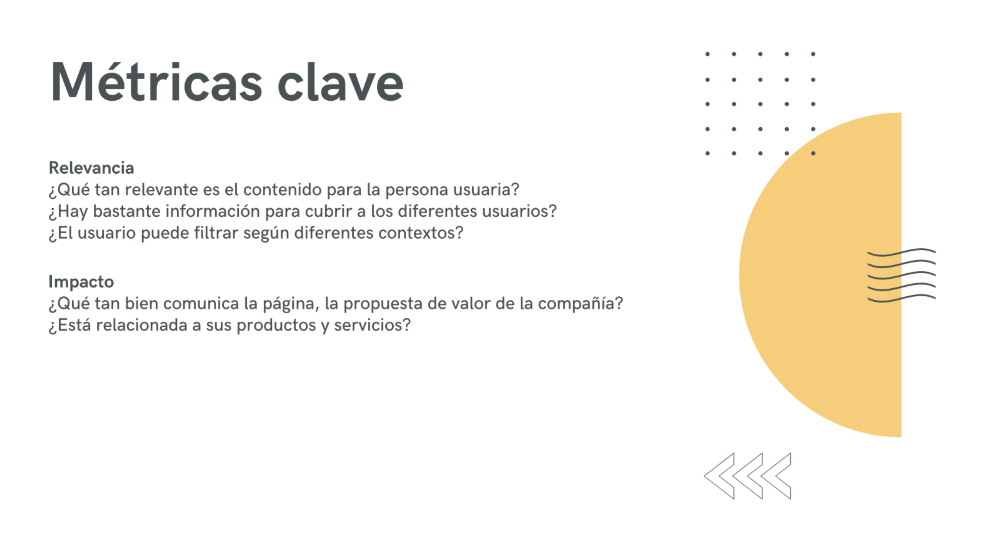 Métricas clave
Relevancia
¿Qué tan relevante es el contenido para la persona usuaria?
¿Hay bastante información para cubrir a los diferentes usuarios?
¿El usuario puede filtrar según diferentes contextos?
Impacto
¿Qué tan bien comunica la página, la propuesta de valor de la compañía?
¿Está relacionada a sus productos y servicios?